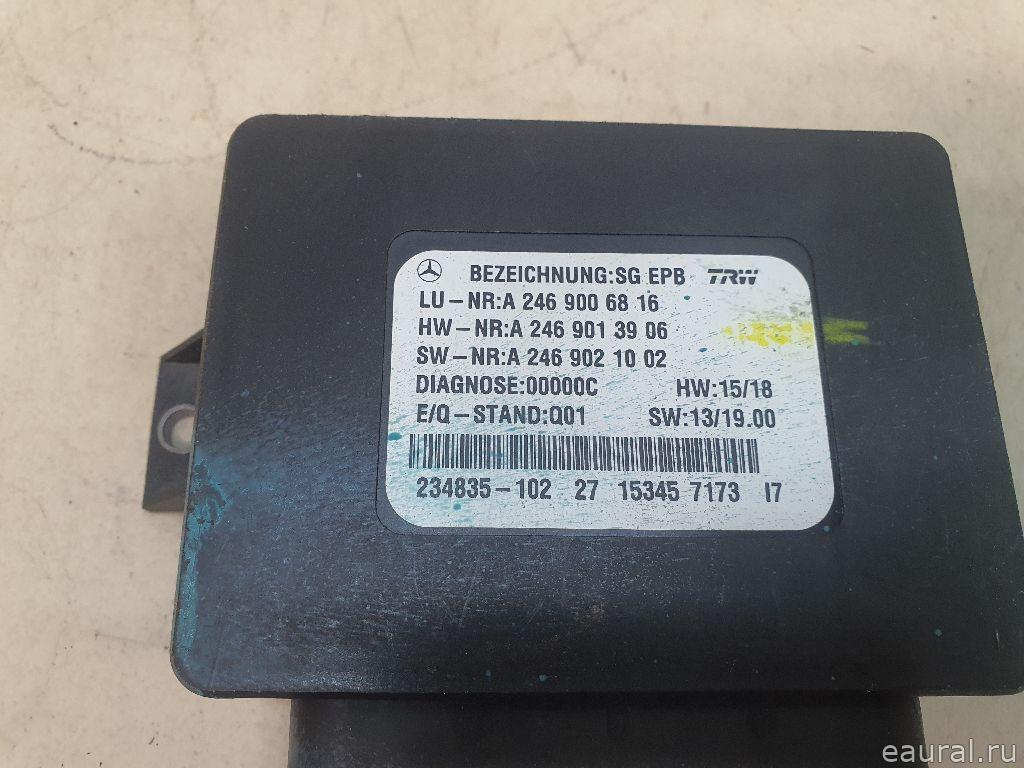 BEZEICHNUNG:SG EPB TRW
LU-NR:A 246 900 68 16
HW-NR:A 246 901 39 06
SW-NR:A 246 902 10 02
DIAGNOSE:00000C HW:15/18
E/Q-STAND:Q01 SW:13/19.00
234835-102 27 15345 7173 I7
eaural.ru